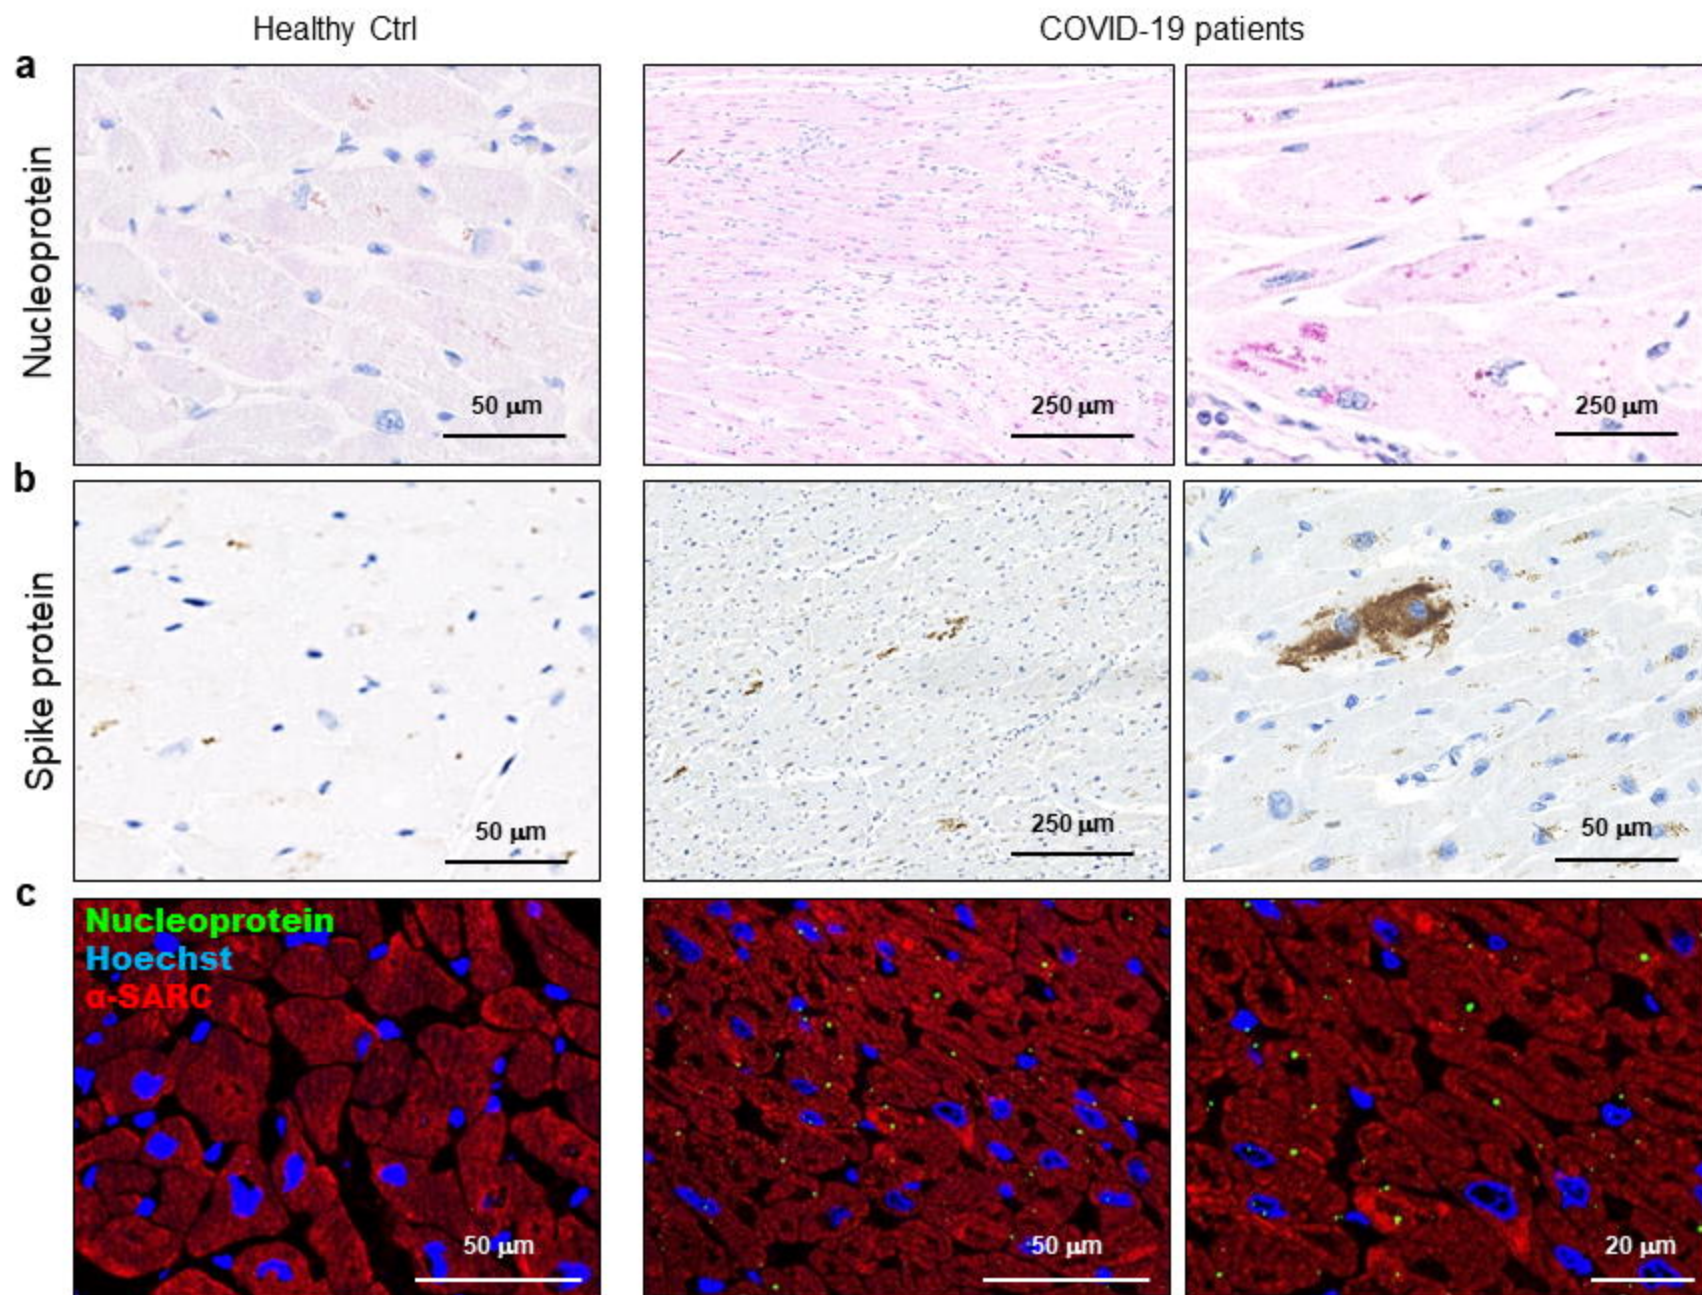 Healthy Ctrl
COVID-19 patients
a
Nucleoprotein
50 μm
250 μm
250 μm
b
Spike protein
50 μm
250 μm
50 μm
c
Nucleoprotein
Hoechst
α-SARC
50 μm
50 μm
20 μm